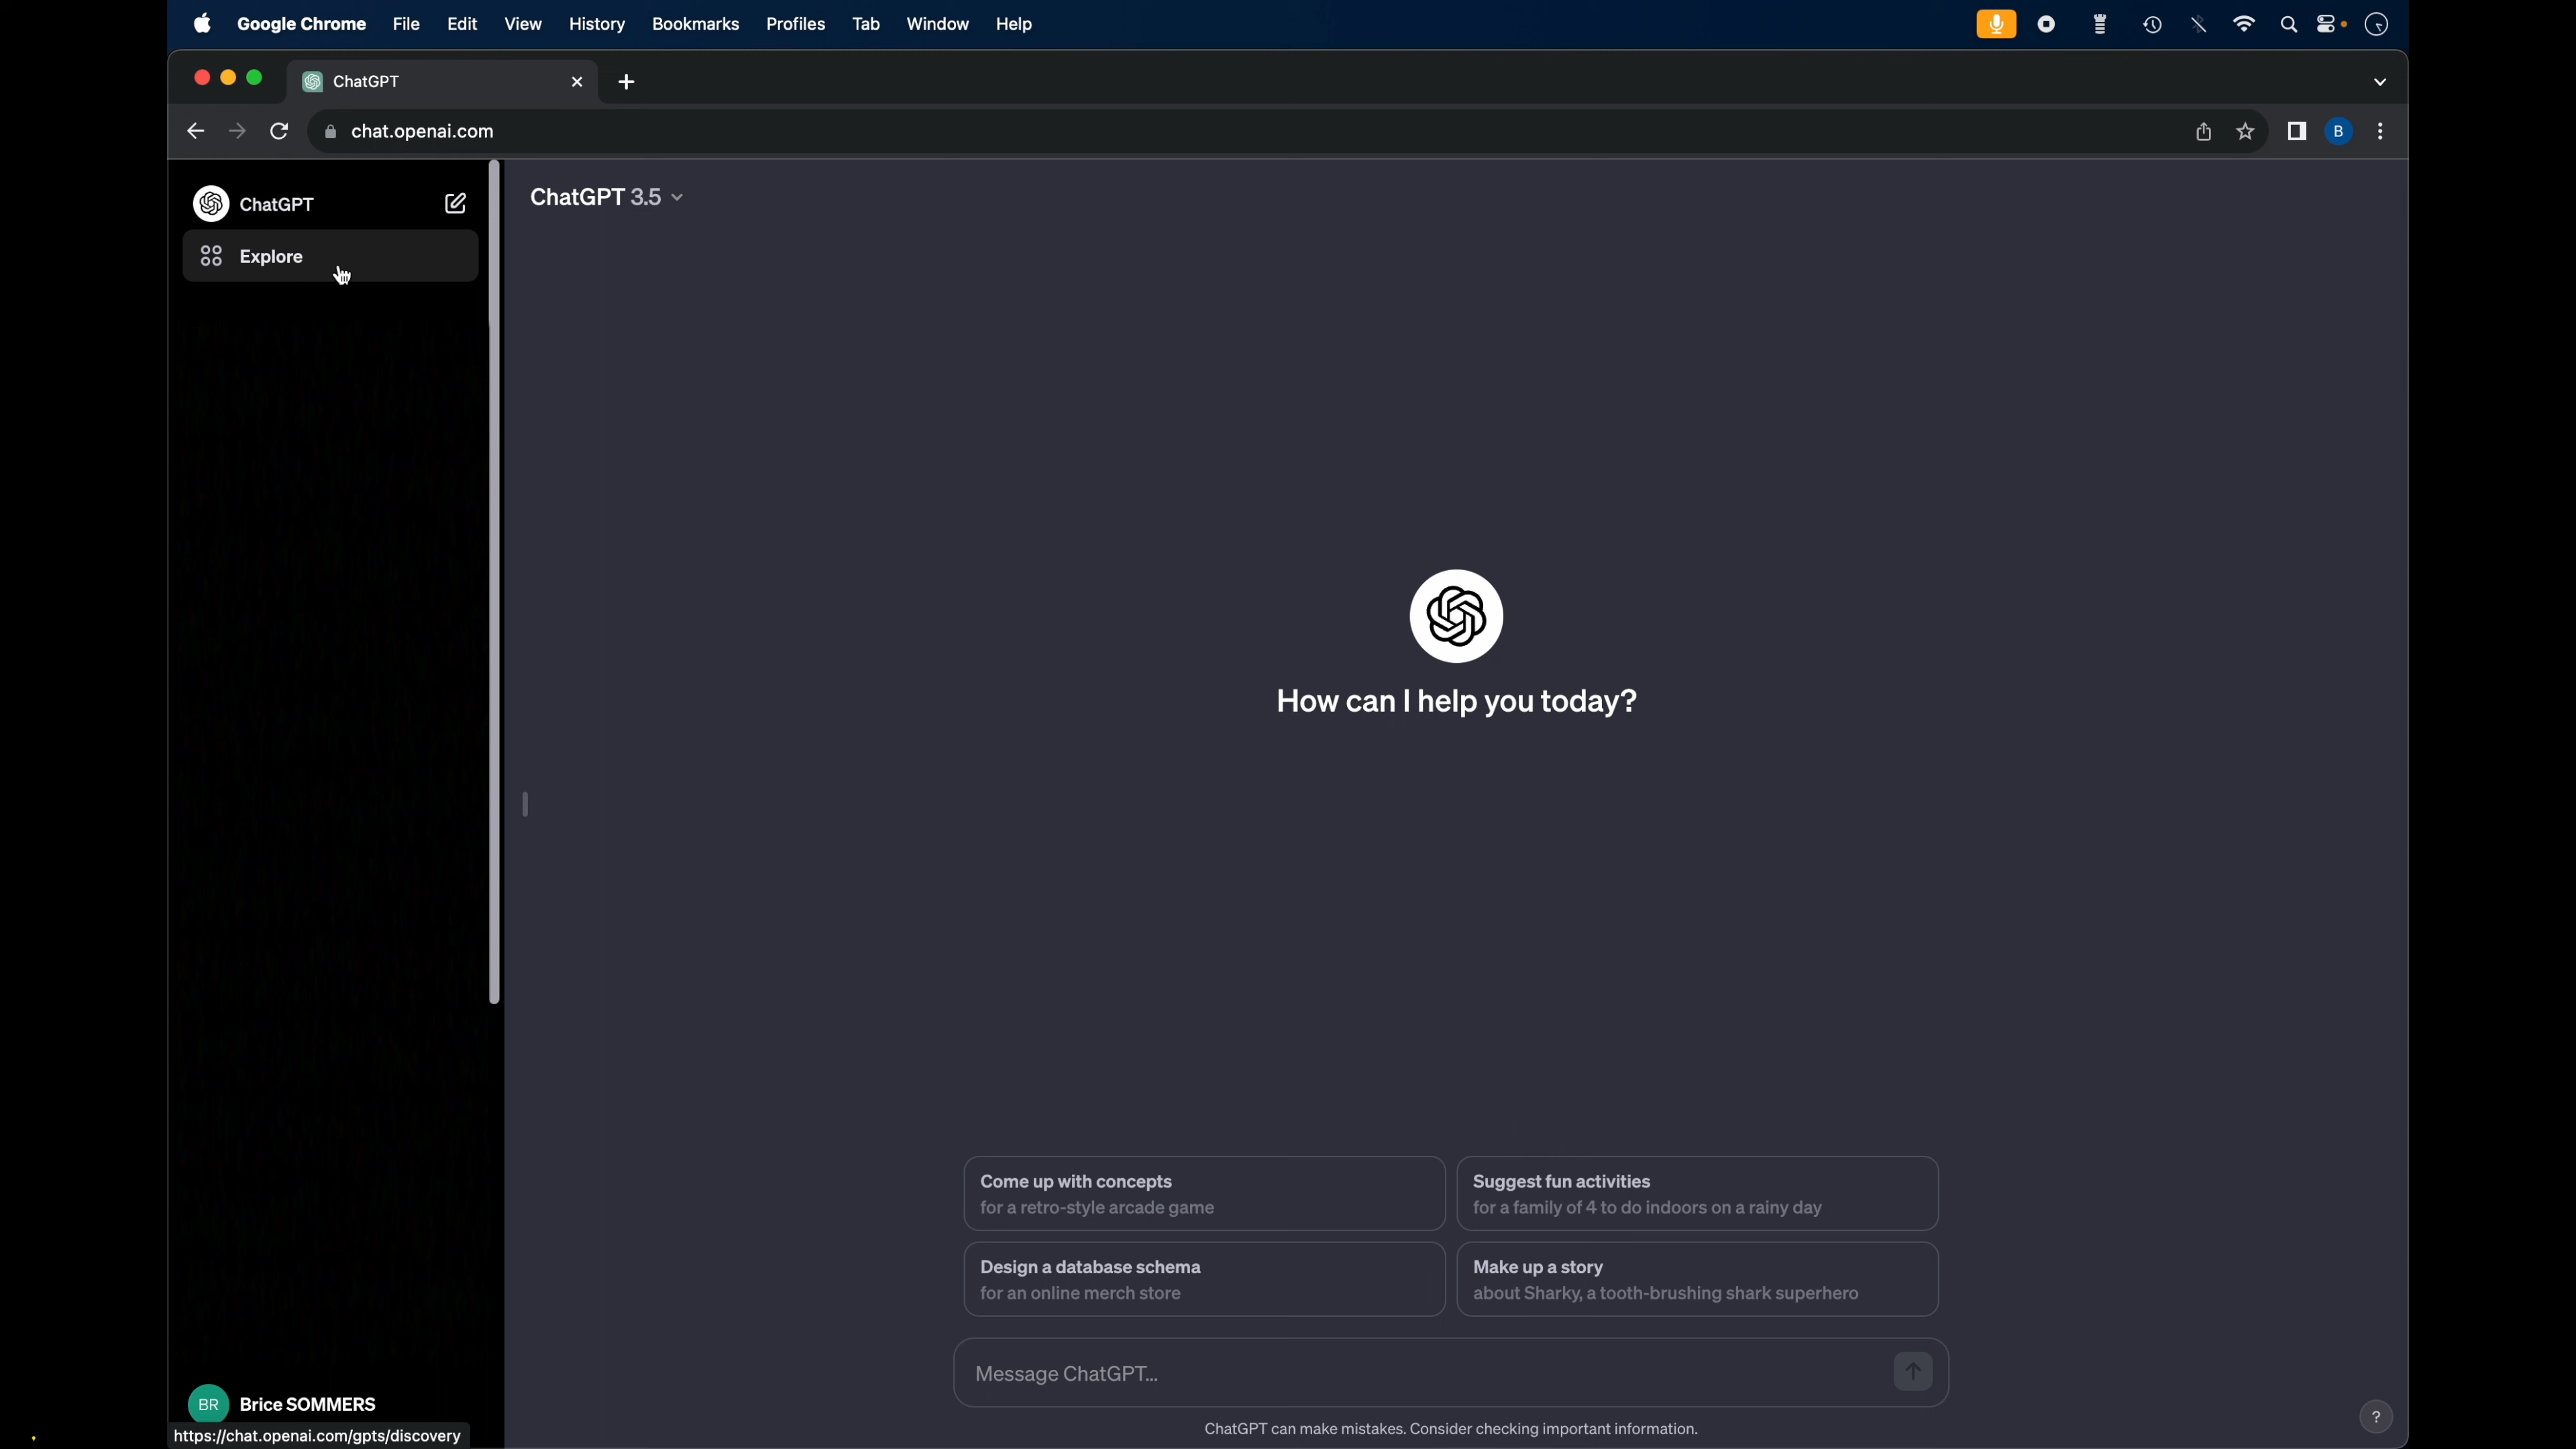 Google Chrome File Edit View History Bookmarks Profiles Tab Window Help
ChatGPT
chat.openai.com
B
ChatGPT
ChatGPT 3.5
Explore
How can I help you today?
Come up with concepts
for a retro-style arcade game
Suggest fun activities
for a family of 4 to do indoors on a rainy day
Design a database schema
for an online merch store
Make up a story
about Sharky, a tooth-brushing shark superhero
Message ChatGPT...
BR Brice SOMMERS
?
ChatGPT can make mistakes. Consider checking important information.
https://chat.openai.com/gpts/discovery